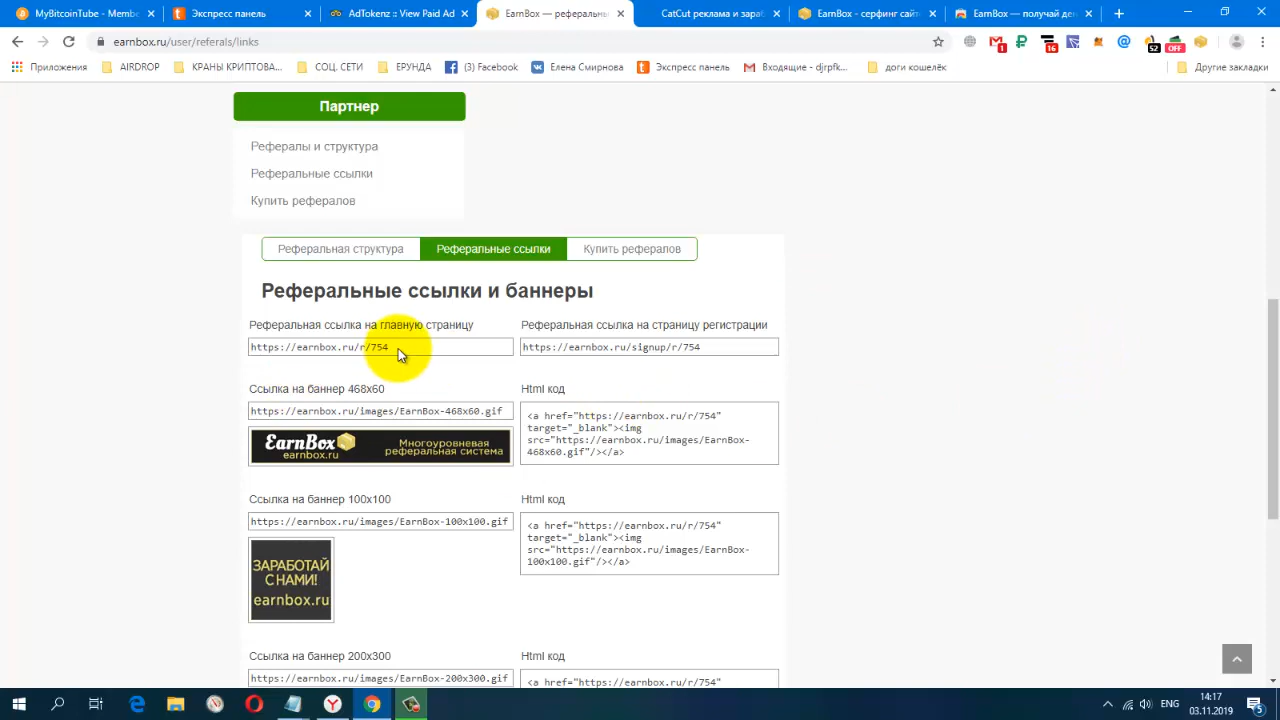 MyBitcoinTube - Membe
Экспресс панель
AdTokenz :: View Paid Ad
EarnBox — реферальны
CatCut реклама и зараб
EarnBox - серфинг сайт
EarnBox — получай ден
earnbox.ru/user/referals/links
1
16
52
OFF
Приложения
AIRDROP
КРАНЫ КРИПТОВА...
СОЦ. СЕТИ
ЕРУНДА
(3) Facebook
Елена Смирнова
Экспресс панель
Входящие - djrpfk...
доги кошелёк
Другие закладки
Партнер
Рефералы и структура
Реферальные ссылки
Купить рефералов
Реферальная структура
Реферальные ссылки
Купить рефералов
Реферальные ссылки и баннеры
Реферальная ссылка на главную страницу
Реферальная ссылка на страницу регистрации
https://earnbox.ru/r/754
https://earnbox.ru/signup/r/754
Ссылка на баннер 468x60
Html код
https://earnbox.ru/images/EarnBox-468x60.gif
<a href="https://earnbox.ru/r/754"
target="_blank"><img
src="https://earnbox.ru/images/EarnBox-
468x60.gif"/></a>
EarnBox
earnbox.ru
Многоуровневая
реферальная система
Ссылка на баннер 100x100
Html код
https://earnbox.ru/images/EarnBox-100x100.gif
<a href="https://earnbox.ru/r/754"
target="_blank"><img
src="https://earnbox.ru/images/EarnBox-
100x100.gif"/></a>
ЗАРАБОТАЙ
С НАМИ!
earnbox.ru
Ссылка на баннер 200x300
Html код
https://earnbox.ru/images/EarnBox-200x300.gif
<a href="https://earnbox.ru/r/754"
ENG
14:17
03.11.2019
5